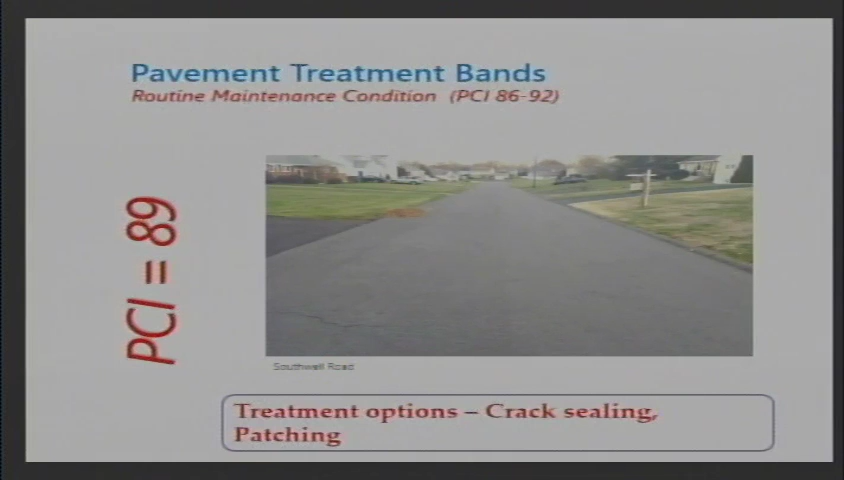 Pavement Treatment Bands
Routine Maintenance Condition (PCI 86-92)
PCI = 89
Southwell Road
Treatment options – Crack sealing,
Patching